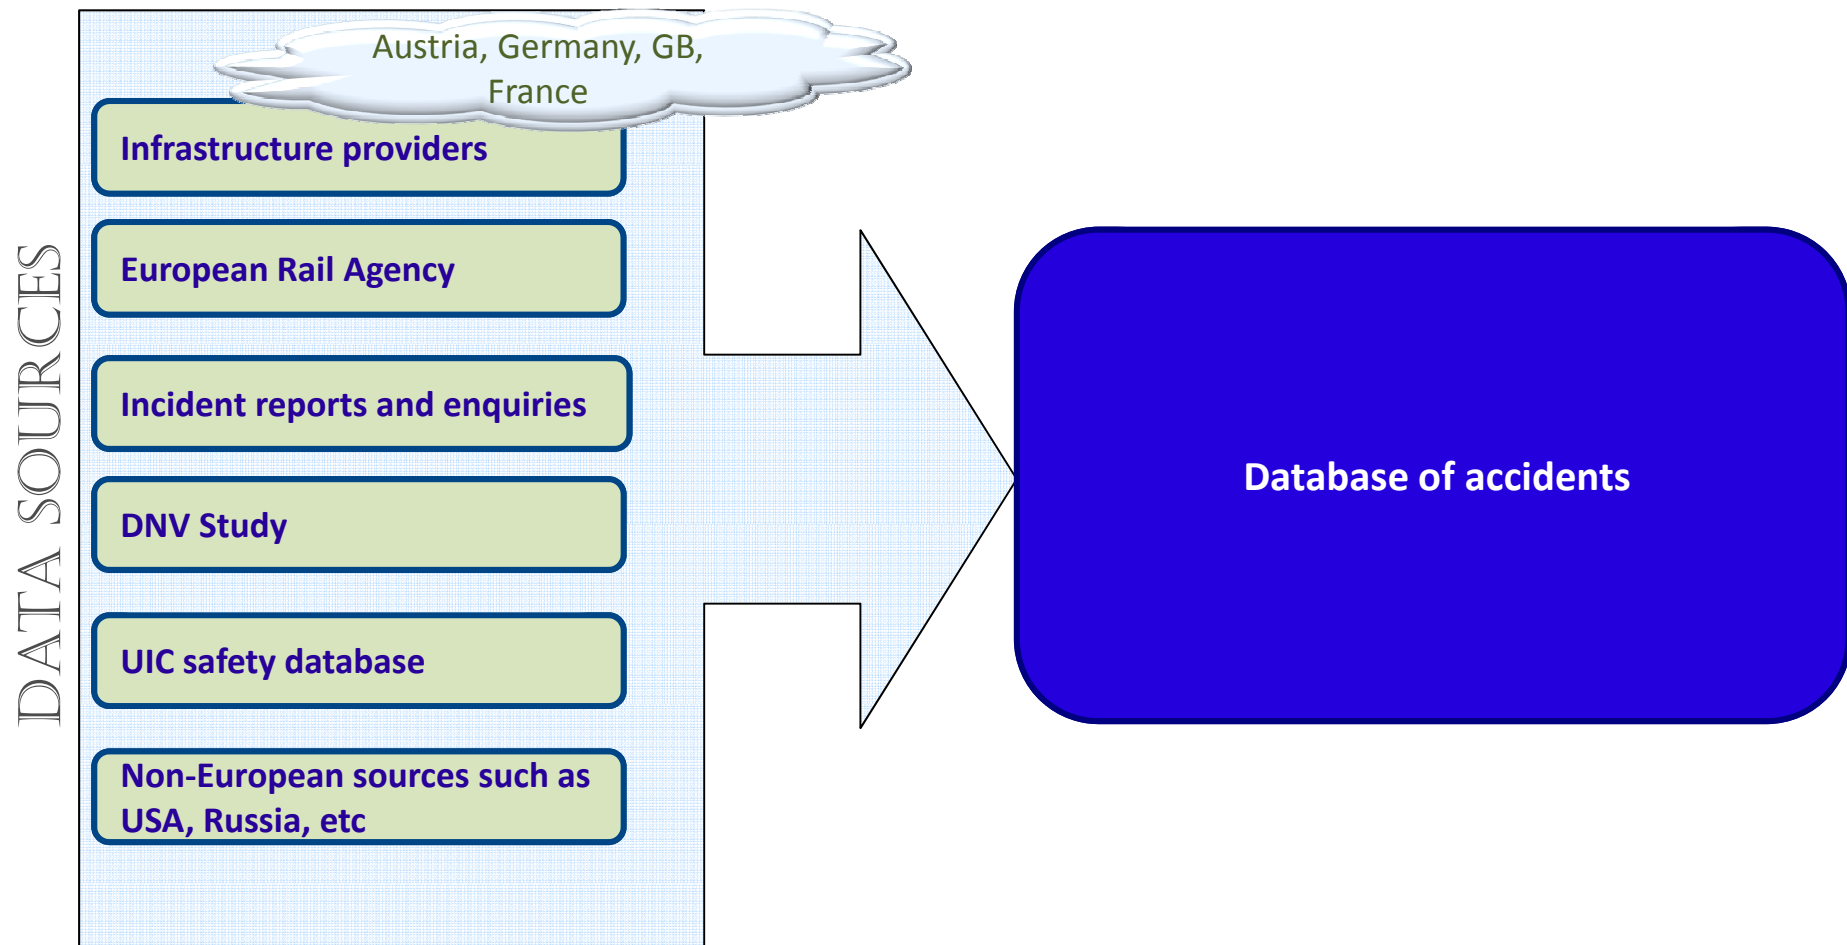 Austria, Germany, GB,
France
DATA SOURCES
Infrastructure providers
European Rail Agency
Incident reports and enquiries
DNV Study
UIC safety database
Non-European sources such as
USA, Russia, etc
Database of accidents